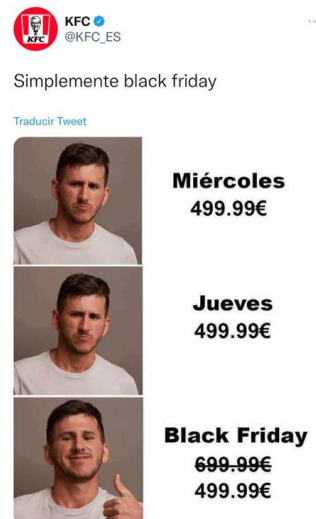 KFC
KFC
@KFC_ES
Simplemente black friday
Traducir Tweet
Miércoles
499.99€
Jueves
499.99€
Black Friday
699.99€
499.99€